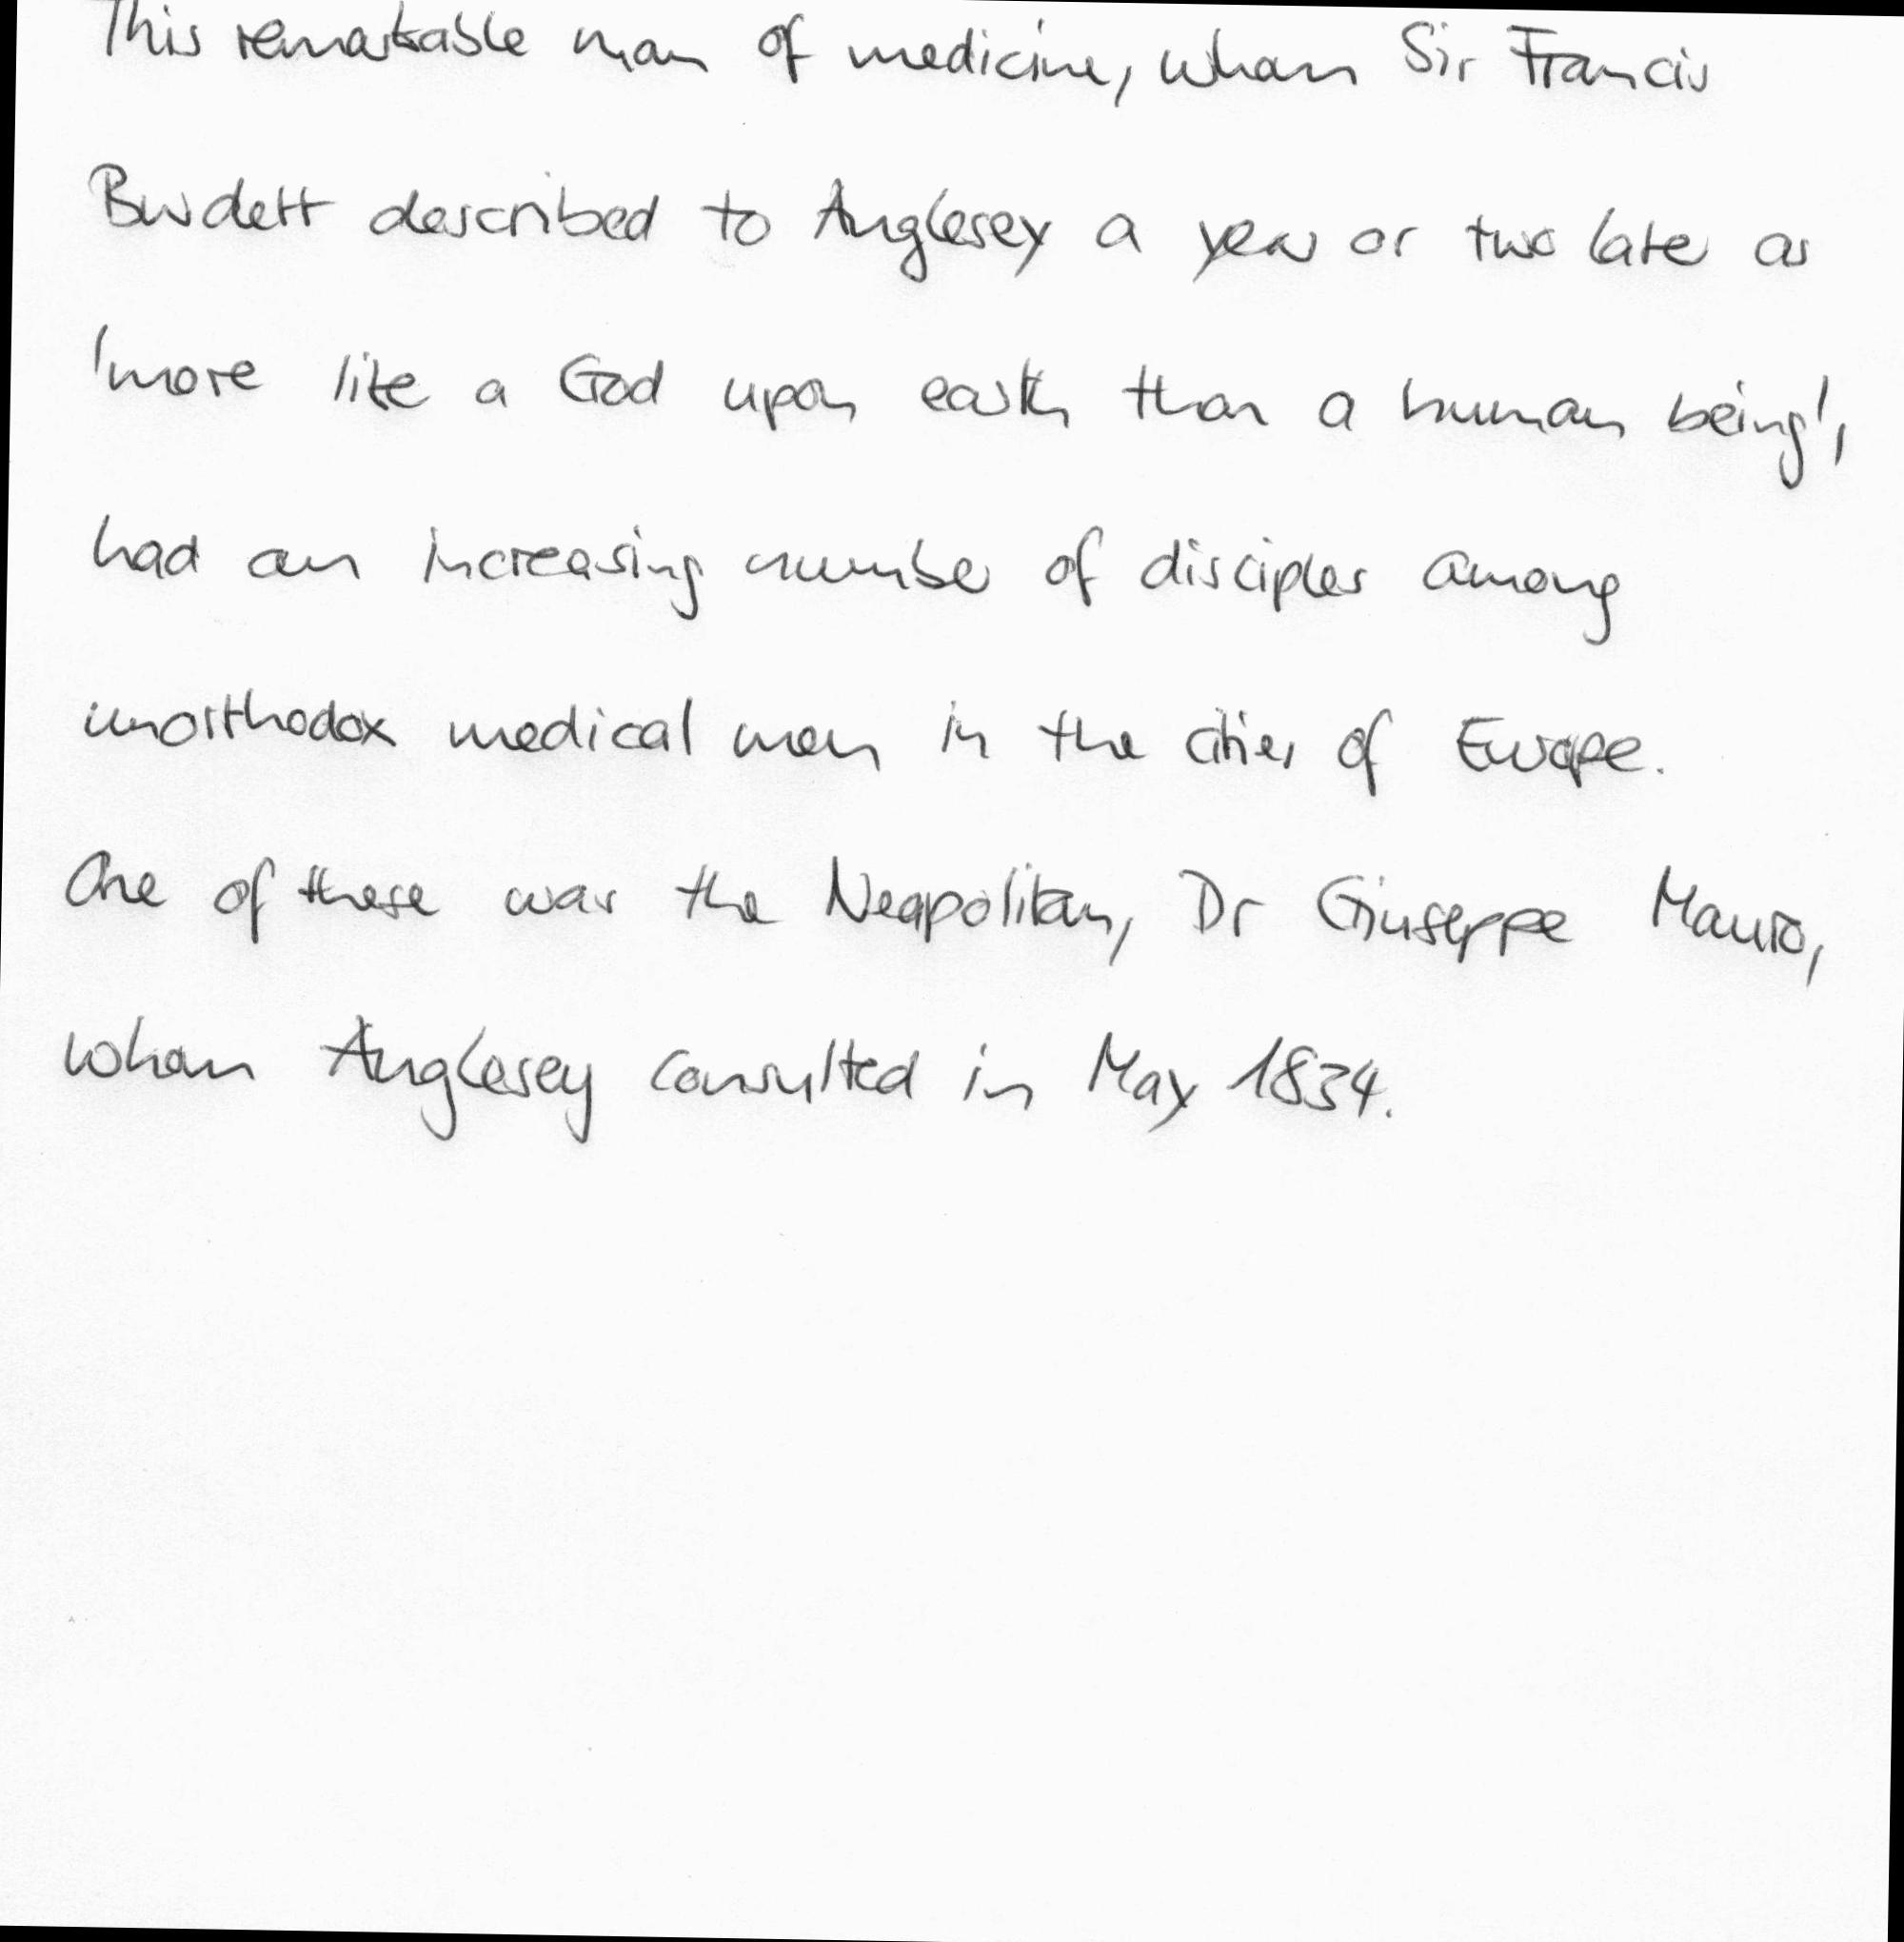 This remarkable man of medicine, whom Sir Francis
Burdett described to Anglesey a year or two later as
'more like a God upon earth than a human being',
had an increasing number of disciples among
unorthodox medical men in the cities of Europe.
One of these was the Neapolitan, Dr Giuseppe Mauro,
whom Anglesey consulted in May 1834.